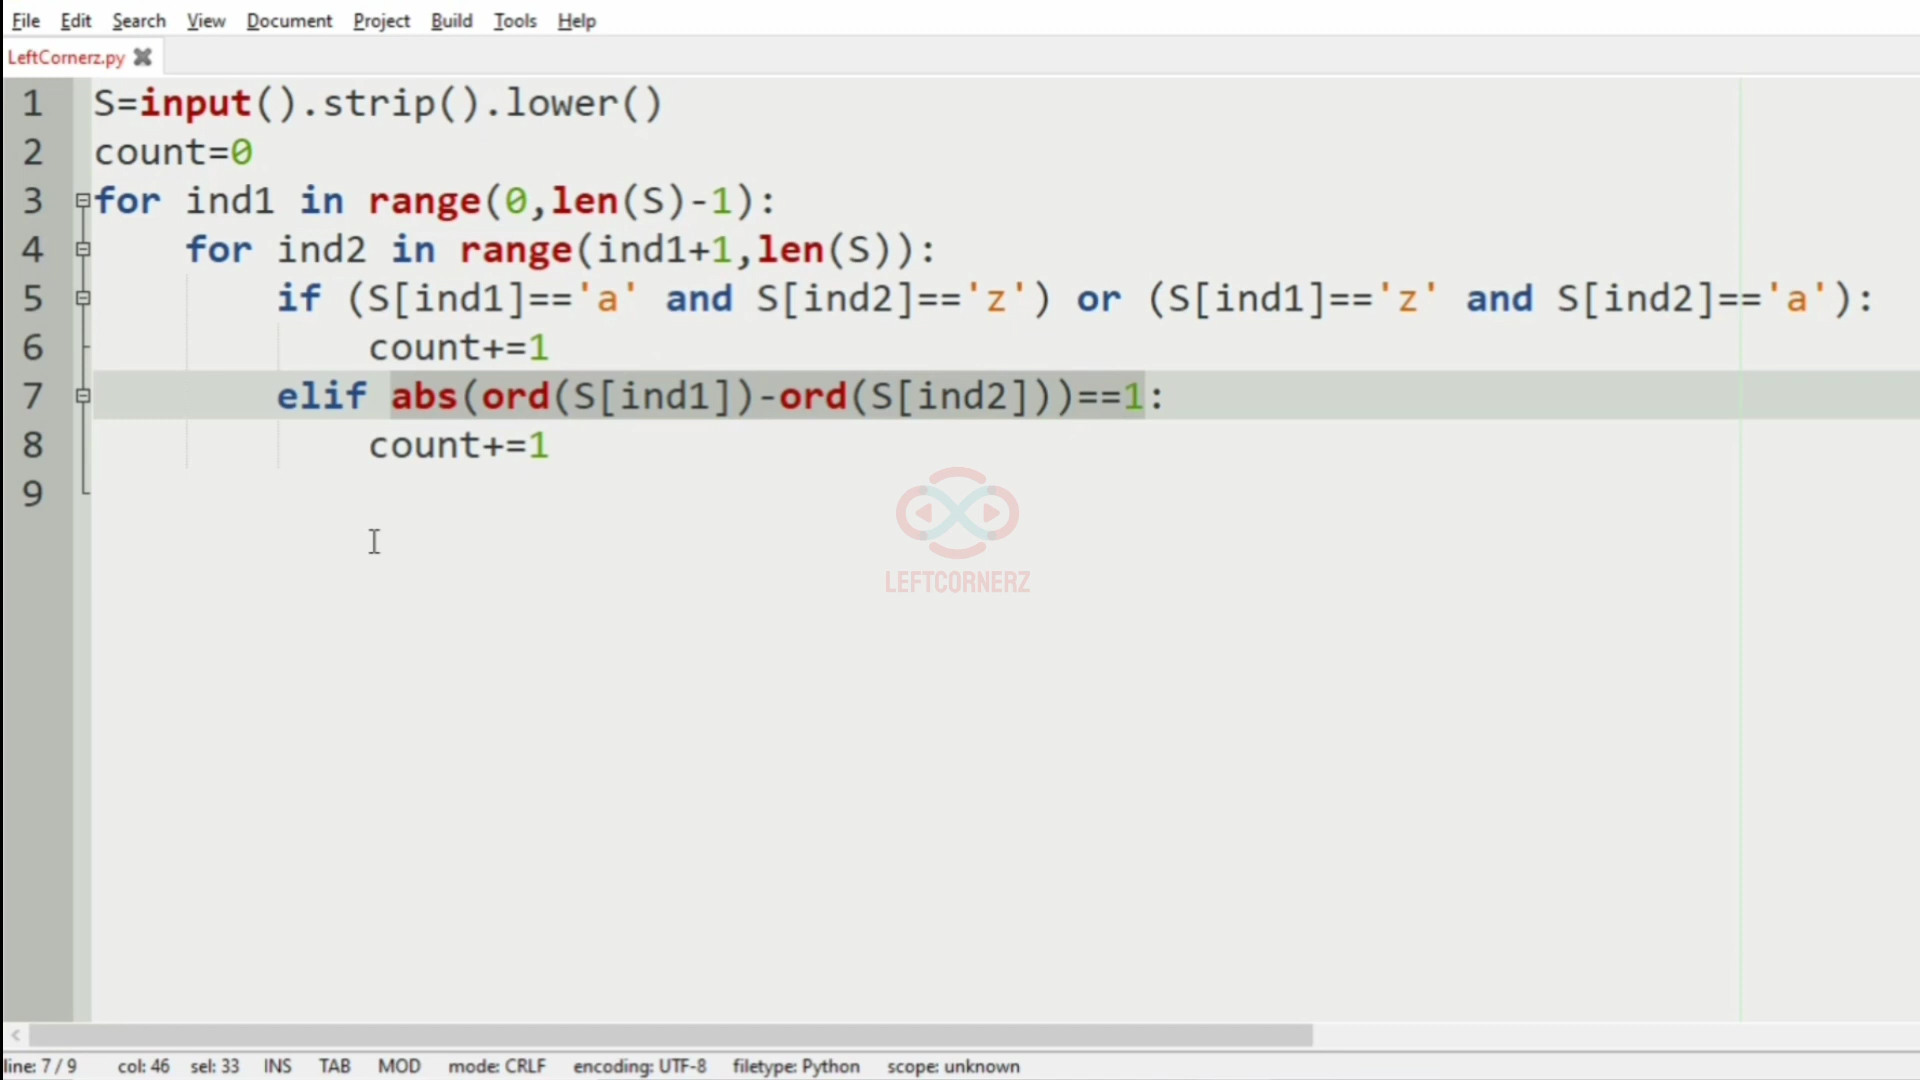 File Edit Search View Document Project Build Tools Help
LeftCornerz.py
1 S=input().strip().lower()
2 count=0
3 for ind1 in range(0,len(S)-1):
4 for ind2 in range(ind1+1,len(S)):
5 if (S[ind1]=='a' and S[ind2]=='z') or (S[ind1]=='z' and S[ind2]=='a'):
6 count+=1
7 elif abs(ord(S[ind1])-ord(S[ind2]))==1:
8 count+=1
9
LEFTCORNERZ
line: 7 / 9 col: 46 sel: 33 INS TAB MOD mode: CRLF encoding: UTF-8 filetype: Python scope: unknown